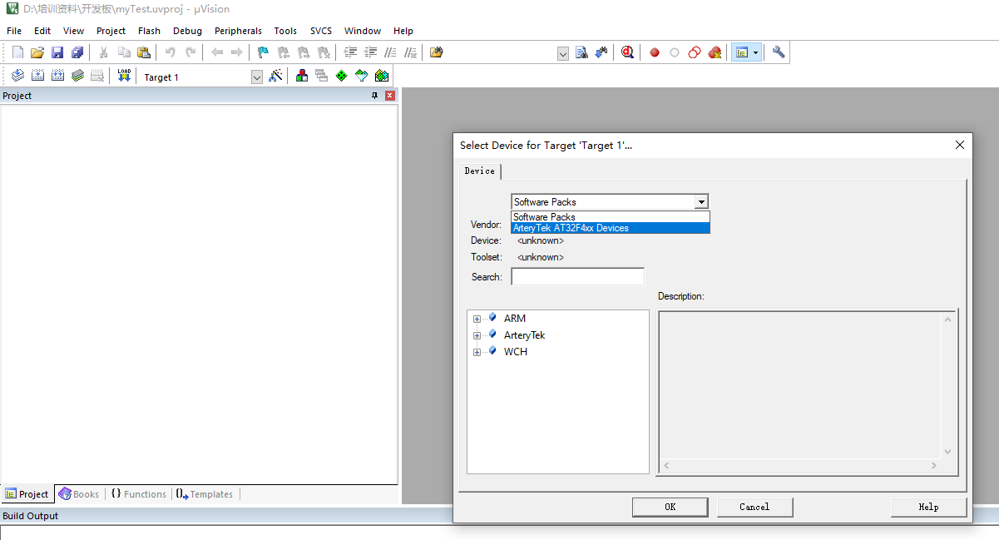 D:\培训资料\开发板\myTest.uvproj - µVision
File Edit View Project Flash Debug Peripherals Tools SVCS Window Help
LOAD
Target 1
Project
Select Device for Target 'Target 1'...
Device
Software Packs
Software Packs
ArteryTek AT32F4xx Devices
Vendor:
Device: <unknown>
Toolset: <unknown>
Search:
Description:
ARM
ArteryTek
WCH
OK Cancel Help
Project Books {} Functions Templates
Build Output